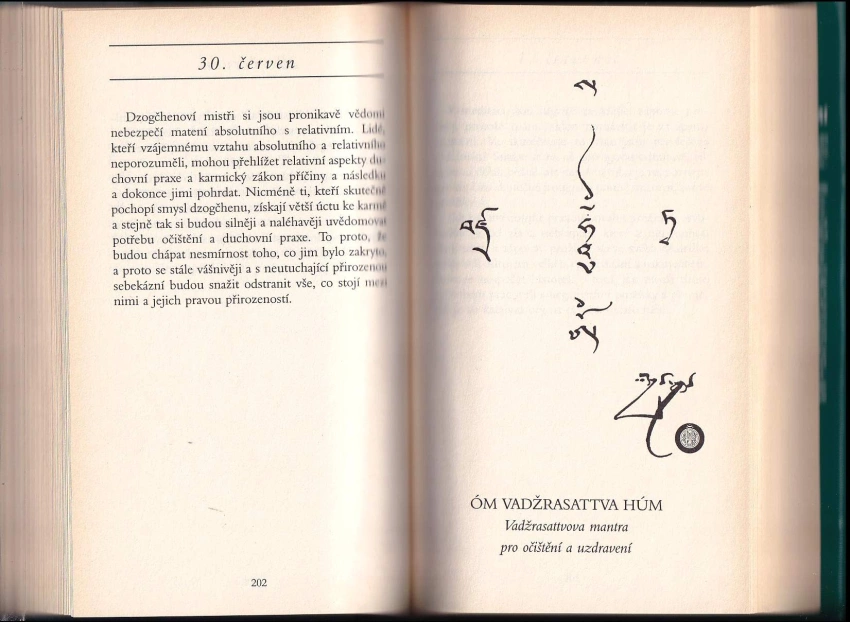 30. červen
Dzogčhenoví mistři si jsou pronikavě vědomi
nebezpečí matení absolutního s relativním. Lidé,
kteří vzájemnému vztahu absolutního a relativního
neporozuměli, mohou přehlížet relativní aspekty du-
chovní praxe a karmický zákon příčiny a následku
a dokonce jimi pohrdat. Nicméně ti, kteří skutečně
pochopí smysl dzogčhenu, získají větší úctu ke karmě
a stejně tak si budou silněji a naléhavěji uvědomovat
potřebu očištění a duchovní praxe. To proto, že
budou chápat nesmírnost toho, co jim bylo zakryto,
a proto se stále vášnivěji a s neutuchající přirozenou
sebekázní budou snažit odstranit vše, co stojí mezi
nimi a jejich pravou přirozeností.
202
ÓM VADŽRASATTVA HÚM
Vadžrasattvova mantra
pro očištění a uzdravení